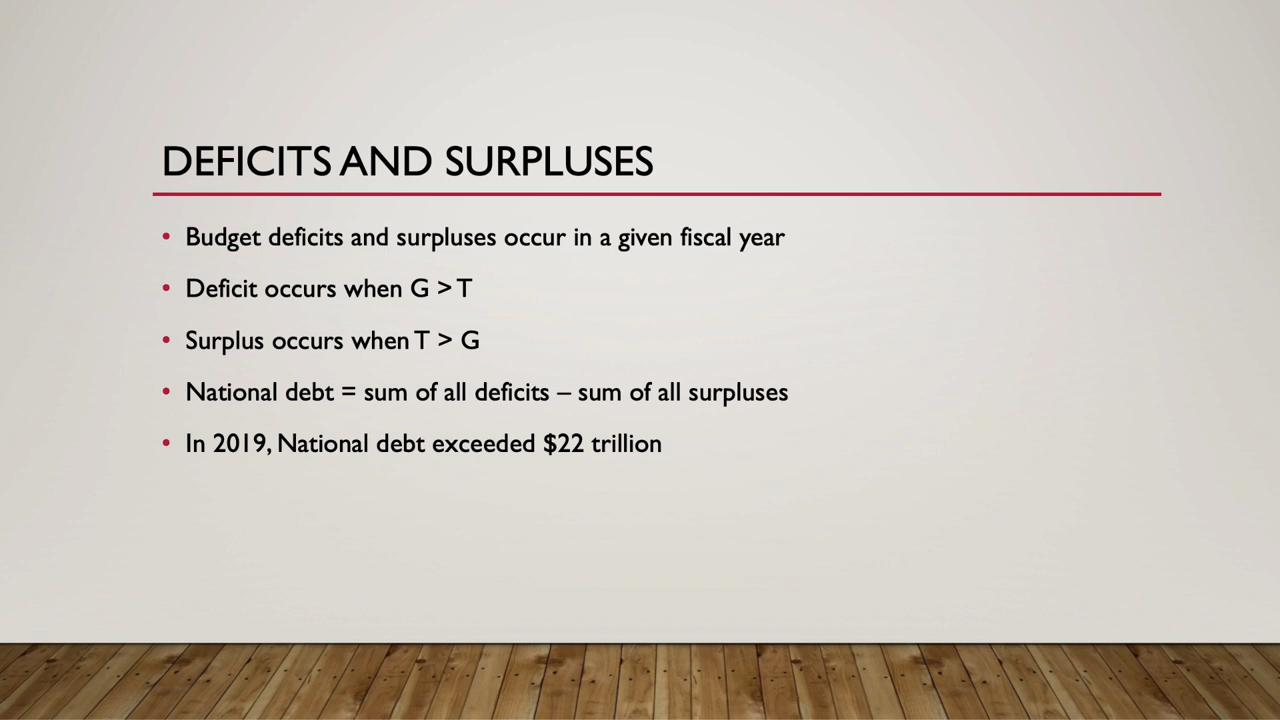 DEFICITS AND SURPLUSES
• Budget deficits and surpluses occur in a given fiscal year
• Deficit occurs when G > T
• Surplus occurs when T > G
• National debt = sum of all deficits – sum of all surpluses
• In 2019, National debt exceeded $22 trillion